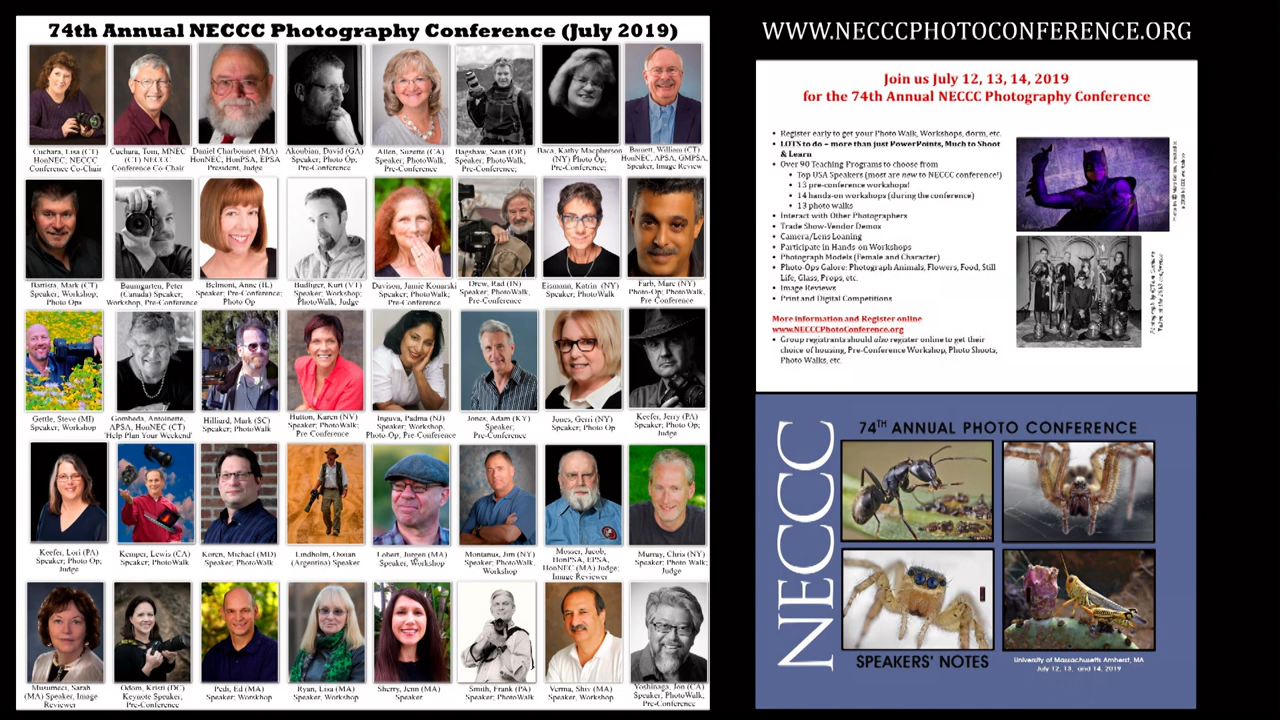 74th Annual NECCC Photography Conference (July 2019)
Cuchara, Lisa (CT)
HonNEC; NECCC
Conference Co-Chair
Cuchara, Tom, MNEC
(CT) NECCC
Conference Co-Chair
Daniel Charbonnet (MA)
HonNEC, HonPSA, EPSA
President, Judge
Akoubian, David (GA)
Speaker; Photo Op;
Pre-Conference
Allen, Suzette (CA)
Speaker; PhotoWalk;
Pre-Conference
Bagshaw, Sean (OR)
Speaker; PhotoWalk;
Pre-Conference;
Baca, Kathy Macpherson
(NY) Photo Op;
Pre-Conference;
Barnett, William (CT)
HonNEC, APSA, GMPSA,
Speaker, Image Review
Battista, Mark (CT)
Speaker, Workshop,
Photo Ops
Baumgarten, Peter
(Canada) Speaker;
Workshop, Pre-Conference
Belmont, Anne (IL)
Speaker; Pre-Conference;
Photo Op
Budliger, Kurt (VT)
Speaker; Workshop;
PhotoWalk, Judge
Davison, Jamie Konarski
Speaker; PhotoWalk;
Pre-Conference
Drew, Rad (IN)
Speaker; PhotoWalk,
Pre-Conference
Eismann, Katrin (NY)
Speaker; PhotoWalk
Farb, Marc (NY)
Photo-Op; PhotoWalk,
Pre Conference
Gettle, Steve (MI)
Speaker; Workshop
Gombeda, Antoinette,
APSA, HonNEC (CT)
'Help Plan Your Weekend'
Hilliard, Mark (SC)
Speaker; PhotoWalk
Hutton, Karen (NV)
Speaker; PhotoWalk;
Pre Conference
Inguva, Padma (NJ)
Speaker; Workshop,
Photo-Op, Pre-Conference
Jones, Adam (KY)
Speaker;
Pre-Conference
Jones, Gerri (NY)
Speaker; Photo Op
Keefer, Jerry (PA)
Speaker; Photo Op;
Judge
Keefer, Lori (PA)
Speaker; Photo Op;
Judge
Kemper, Lewis (CA)
Speaker; PhotoWalk
Koren, Michael (MD)
Speaker; PhotoWalk
Lindholm, Ossian
(Argentina) Speaker
Lobert, Jurgen (MA)
Speaker, Workshop
Montanus, Jim (NY)
Speaker; PhotoWalk,
Workshop
Mosser, Jacob,
HonPSA, EPSA,
HonNEC (MA) Judge;
Image Reviewer
Murray, Chris (NY)
Speaker; Photo Walk;
Judge
Musumeci, Sarah
(MA) Speaker, Image
Reviewer
Odom, Kristi (DC)
Keynote Speaker,
Pre-Conference
Pedi, Ed (MA)
Speaker; Workshop
Ryan, Lisa (MA)
Speaker, Workshop
Sherry, Jenn (MA)
Speaker
Smith, Frank (PA)
Speaker; PhotoWalk
Verma, Shiv (MA)
Speaker, Workshop
Yoshinaga, Jon (CA)
Speaker, PhotoWalk,
Pre-Conference
WWW.NECCCPHOTOCONFERENCE.ORG
Join us July 12, 13, 14, 2019
for the 74th Annual NECCC Photography Conference
• Register early to get your Photo Walk, Workshops, dorm, etc.
• LOTS to do – more than just PowerPoints, Much to Shoot
& Learn
• Over 90 Teaching Programs to choose from
• Top USA Speakers (most are new to NECCC conference!)
• 13 pre-conference workshops!
• 14 hands-on workshops (during the conference)
• 13 photo walks
• Interact with Other Photographers
• Trade Show-Vendor Demos
• Camera/Lens Loaning
• Participate in Hands-on Workshops
• Photograph Models (Female and Character)
• Photo-Ops Galore: Photograph Animals, Flowers, Food, Still
Life, Glass, Props, etc.
• Image Reviews
• Print and Digital Competitions
More information and Register online
www.NECCCPhotoConference.org
• Group registrants should also register online to get their
choice of housing, Pre-Conference Workshop, Photo Shoots,
Photo Walks, etc.
NECCC
74TH ANNUAL PHOTO CONFERENCE
SPEAKERS' NOTES
University of Massachusetts Amherst, MA
July 12, 13, and 14, 2019